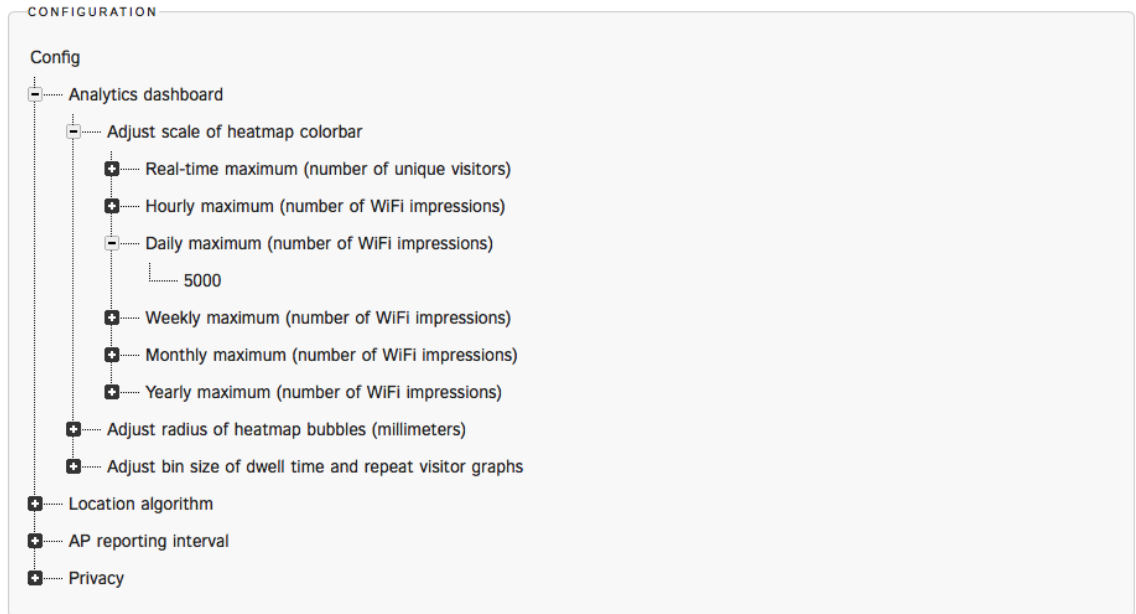 CONFIGURATION
Config
Analytics dashboard
Adjust scale of heatmap colorbar
Real-time maximum (number of unique visitors)
Hourly maximum (number of WiFi impressions)
Daily maximum (number of WiFi impressions)
5000
Weekly maximum (number of WiFi impressions)
Monthly maximum (number of WiFi impressions)
Yearly maximum (number of WiFi impressions)
Adjust radius of heatmap bubbles (millimeters)
Adjust bin size of dwell time and repeat visitor graphs
Location algorithm
AP reporting interval
Privacy